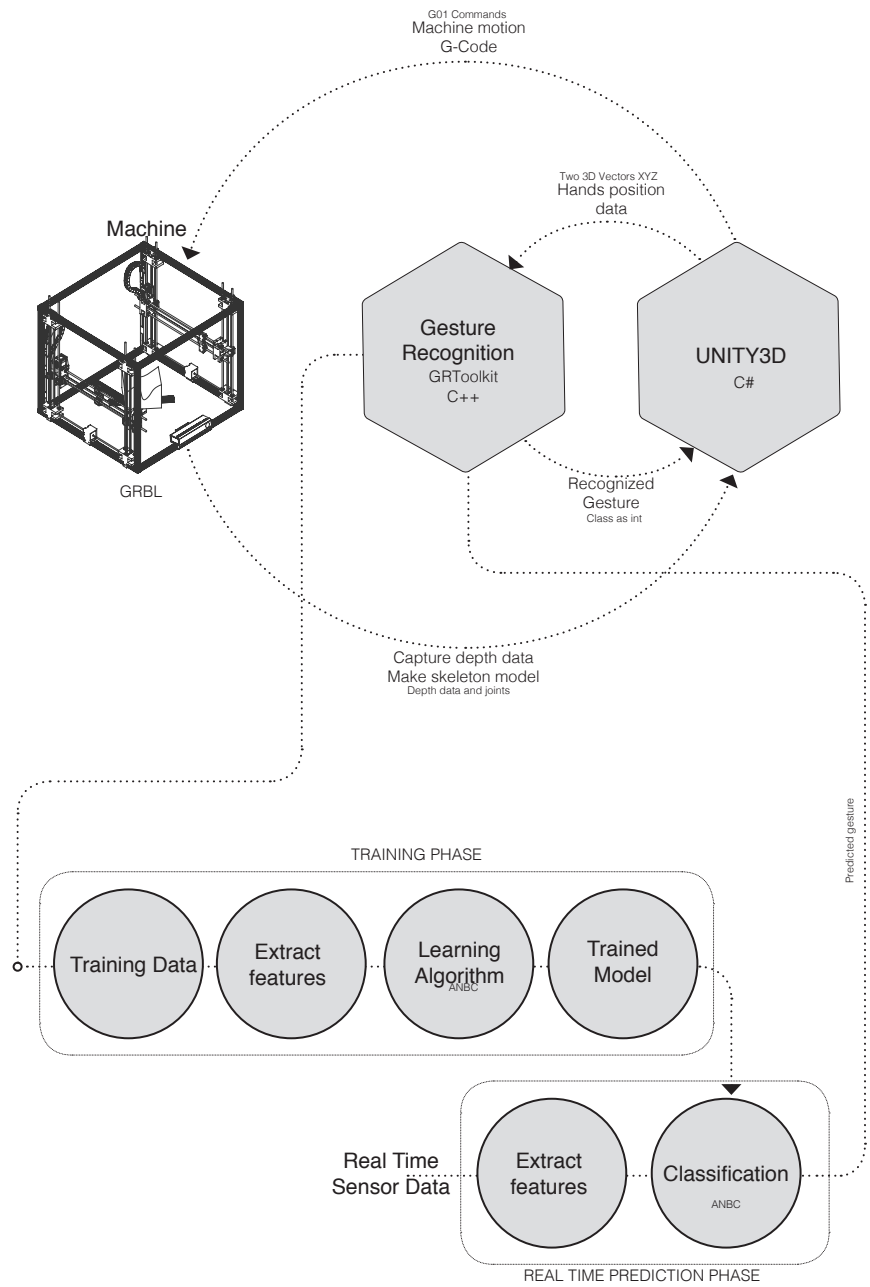 G01 Commands
Machine motion
G-Code
Two 3D Vectors XYZ
Hands position
data
Machine
Gesture
Recognition
GRToolkit
C++
UNITY3D
C#
GRBL
Recognized
Gesture
Class as int
Capture depth data
Make skeleton model
Depth data and joints
Predicted gesture
TRAINING PHASE
Training Data
Extract
features
Learning
Algorithm
ANBC
Trained
Model
Real Time
Sensor Data
Extract
features
Classification
ANBC
REAL TIME PREDICTION PHASE